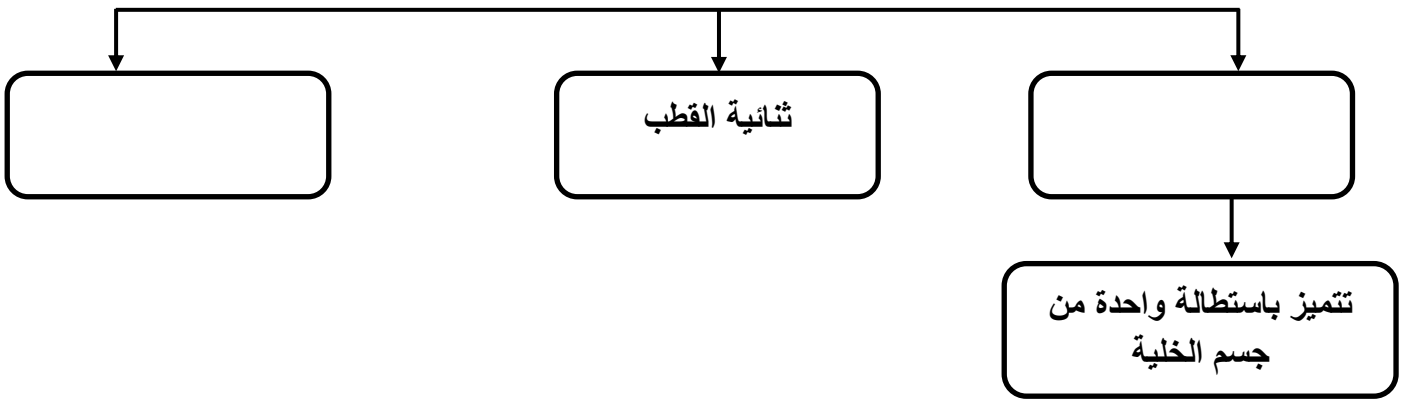 ثنائية القطب
تتميز باستطالة واحدة من
جسم الخلية